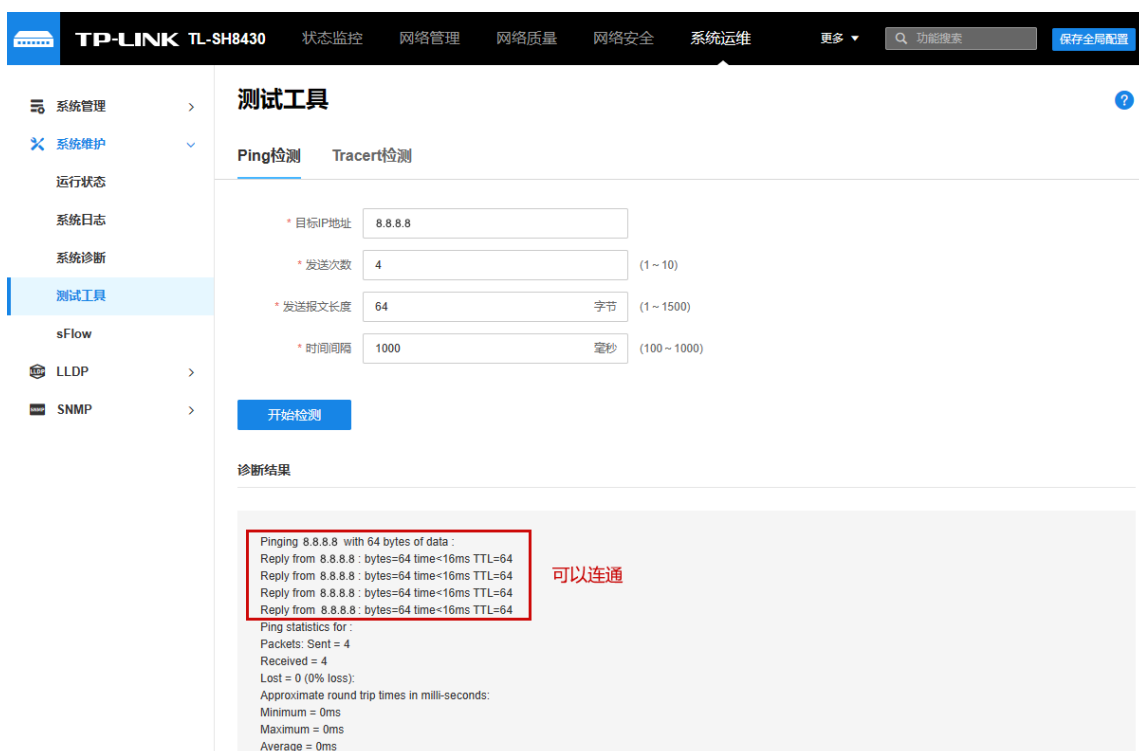 TP-LINK TL-SH8430 状态监控 网络管理 网络质量 网络安全 系统运维 更多 功能搜索 保存全局配置
系统管理
系统维护
运行状态
系统日志
系统诊断
测试工具
sFlow
LLDP
SNMP
测试工具
Ping检测 Tracert检测
* 目标IP地址 8.8.8.8
* 发送次数 4 (1~10)
* 发送报文长度 64 字节 (1~1500)
* 时间间隔 1000 毫秒 (100~1000)
开始检测
诊断结果
Pinging 8.8.8.8 with 64 bytes of data :
Reply from 8.8.8.8 : bytes=64 time<16ms TTL=64
Reply from 8.8.8.8 : bytes=64 time<16ms TTL=64
Reply from 8.8.8.8 : bytes=64 time<16ms TTL=64
Reply from 8.8.8.8 : bytes=64 time<16ms TTL=64
可以连通
Ping statistics for :
Packets: Sent = 4
Received = 4
Lost = 0 (0% loss):
Approximate round trip times in milli-seconds:
Minimum = 0ms
Maximum = 0ms
Average = 0ms